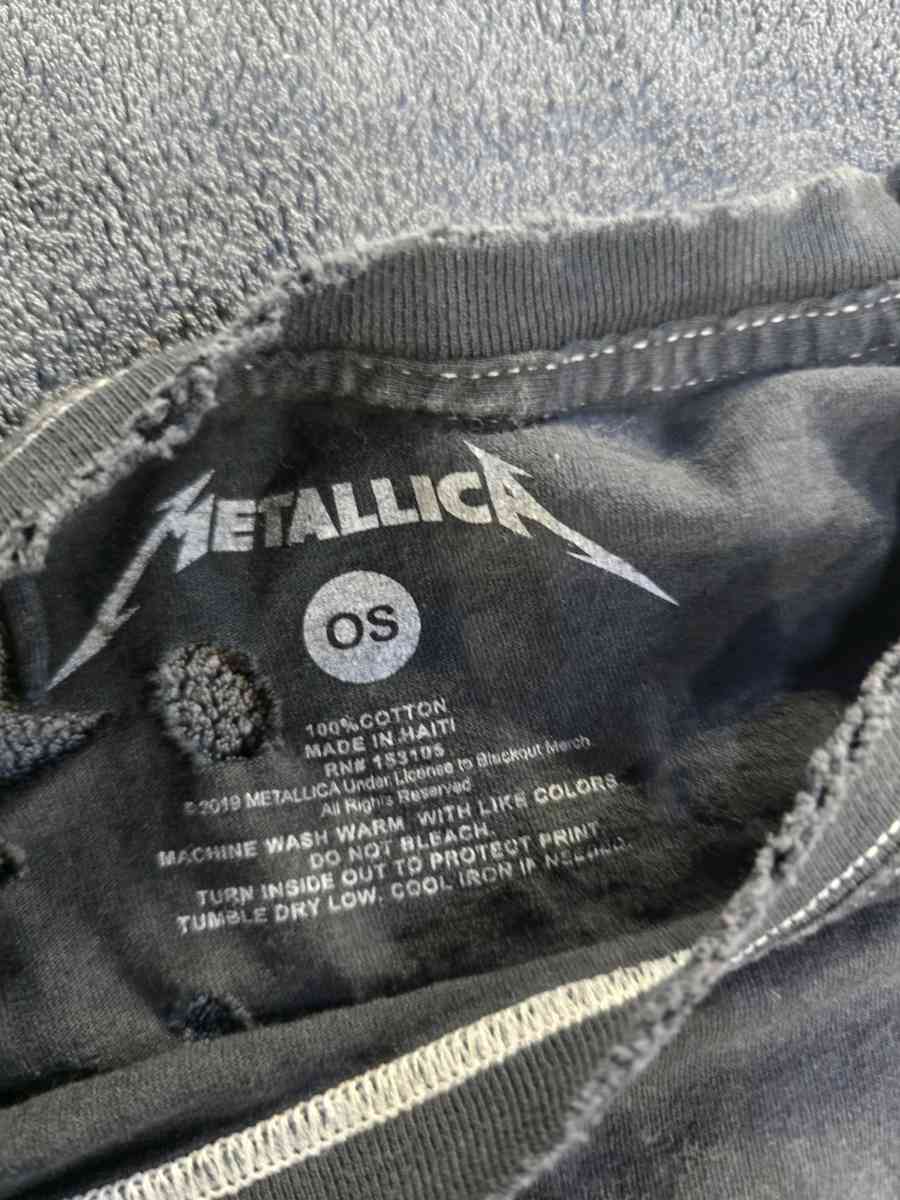 METALLICA
OS
100%COTTON
MADE IN HAITI
RN# 153105
©2019 METALLICA Under License to Blackout Merch
All Rights Reserved
MACHINE WASH WARM WITH LIKE COLORS
DO NOT BLEACH.
TURN INSIDE OUT TO PROTECT PRINT
TUMBLE DRY LOW. COOL IRON IF NEEDED.